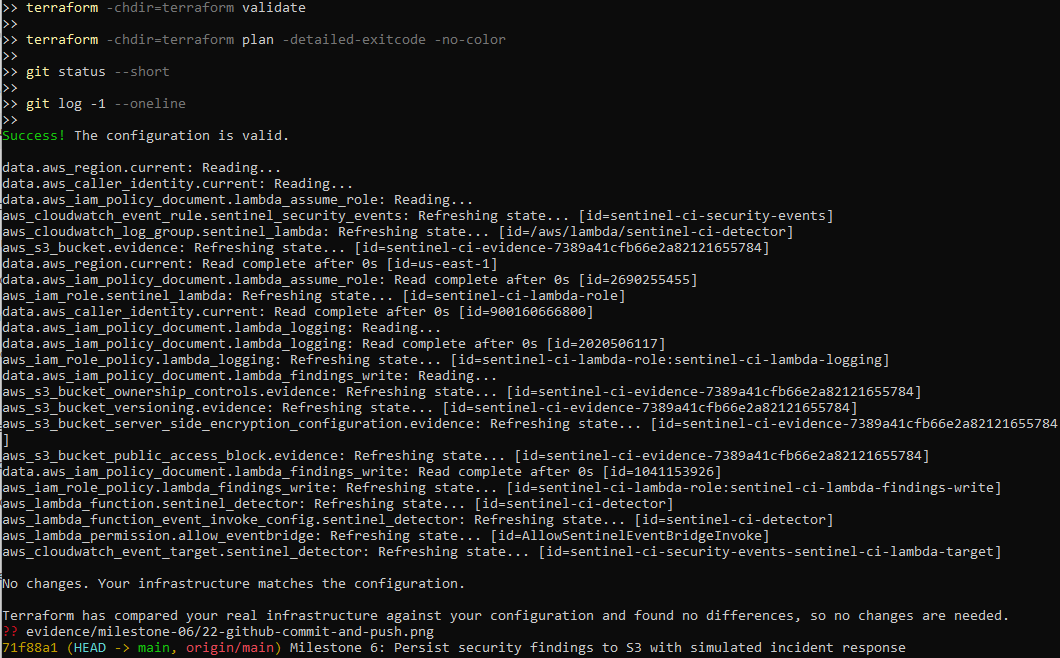 >> terraform -chdir=terraform validate
>>
>> terraform -chdir=terraform plan -detailed-exitcode -no-color
>>
>> git status --short
>>
>> git log -1 --oneline
>>
Success! The configuration is valid.
data.aws_region.current: Reading...
data.aws_caller_identity.current: Reading...
data.aws_iam_policy_document.lambda_assume_role: Reading...
aws_cloudwatch_event_rule.sentinel_security_events: Refreshing state... [id=sentinel-ci-security-events]
aws_cloudwatch_log_group.sentinel_lambda: Refreshing state... [id=/aws/lambda/sentinel-ci-detector]
aws_s3_bucket.evidence: Refreshing state... [id=sentinel-ci-evidence-7389a41cfb66e2a82121655784]
data.aws_region.current: Read complete after 0s [id=us-east-1]
data.aws_iam_policy_document.lambda_assume_role: Read complete after 0s [id=2690255455]
aws_iam_role.sentinel_lambda: Refreshing state... [id=sentinel-ci-lambda-role]
data.aws_caller_identity.current: Read complete after 0s [id=900160666800]
data.aws_iam_policy_document.lambda_logging: Reading...
data.aws_iam_policy_document.lambda_logging: Read complete after 0s [id=2020506117]
aws_iam_role_policy.lambda_logging: Refreshing state... [id=sentinel-ci-lambda-role:sentinel-ci-lambda-logging]
data.aws_iam_policy_document.lambda_findings_write: Reading...
aws_s3_bucket_ownership_controls.evidence: Refreshing state... [id=sentinel-ci-evidence-7389a41cfb66e2a82121655784]
aws_s3_bucket_versioning.evidence: Refreshing state... [id=sentinel-ci-evidence-7389a41cfb66e2a82121655784]
aws_s3_bucket_server_side_encryption_configuration.evidence: Refreshing state... [id=sentinel-ci-evidence-7389a41cfb66e2a82121655784
]
aws_s3_bucket_public_access_block.evidence: Refreshing state... [id=sentinel-ci-evidence-7389a41cfb66e2a82121655784]
data.aws_iam_policy_document.lambda_findings_write: Read complete after 0s [id=1041153926]
aws_iam_role_policy.lambda_findings_write: Refreshing state... [id=sentinel-ci-lambda-role:sentinel-ci-lambda-findings-write]
aws_lambda_function.sentinel_detector: Refreshing state... [id=sentinel-ci-detector]
aws_lambda_function_event_invoke_config.sentinel_detector: Refreshing state... [id=sentinel-ci-detector]
aws_lambda_permission.allow_eventbridge: Refreshing state... [id=AllowSentinelEventBridgeInvoke]
aws_cloudwatch_event_target.sentinel_detector: Refreshing state... [id=sentinel-ci-security-events-sentinel-ci-lambda-target]
No changes. Your infrastructure matches the configuration.
Terraform has compared your real infrastructure against your configuration and found no differences, so no changes are needed.
?? evidence/milestone-06/22-github-commit-and-push.png
71f88a1 (HEAD -> main, origin/main) Milestone 6: Persist security findings to S3 with simulated incident response